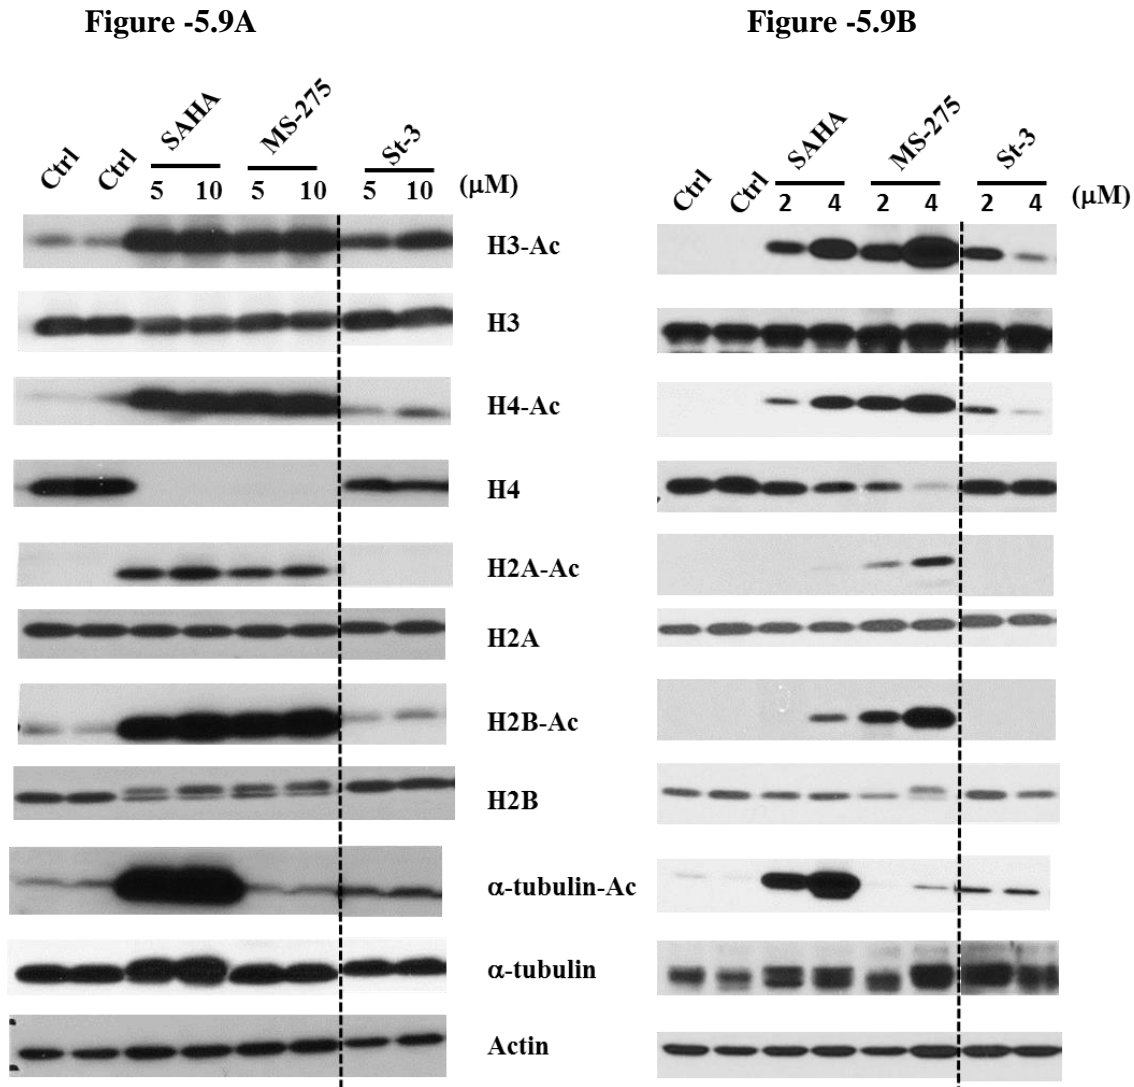 Figure -5.9A
Figure -5.9B
Ctrl Ctrl SAHA MS-275 St-3
5 10 5 10 5 10 (μM)
Ctrl Ctrl SAHA MS-275 St-3
2 4 2 4 2 4 (μM)
H3-Ac
H3
H4-Ac
H4
H2A-Ac
H2A
H2B-Ac
H2B
α-tubulin-Ac
α-tubulin
Actin